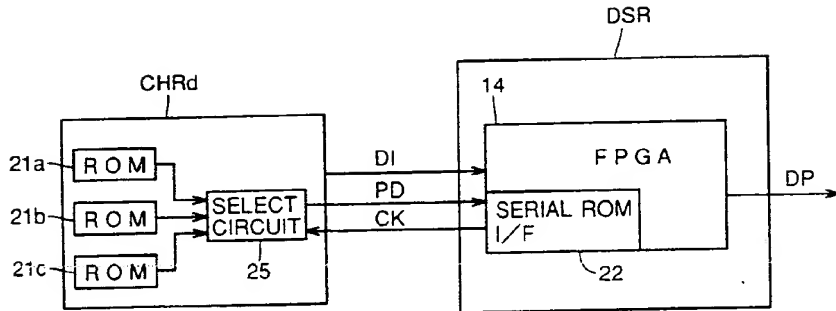 DSR
CHRd
14
21a
ROM
DI
FPGA
DP
21b
ROM
SELECT
CIRCUIT
PD
SERIAL ROM
I/F
CK
21c
ROM
25
22